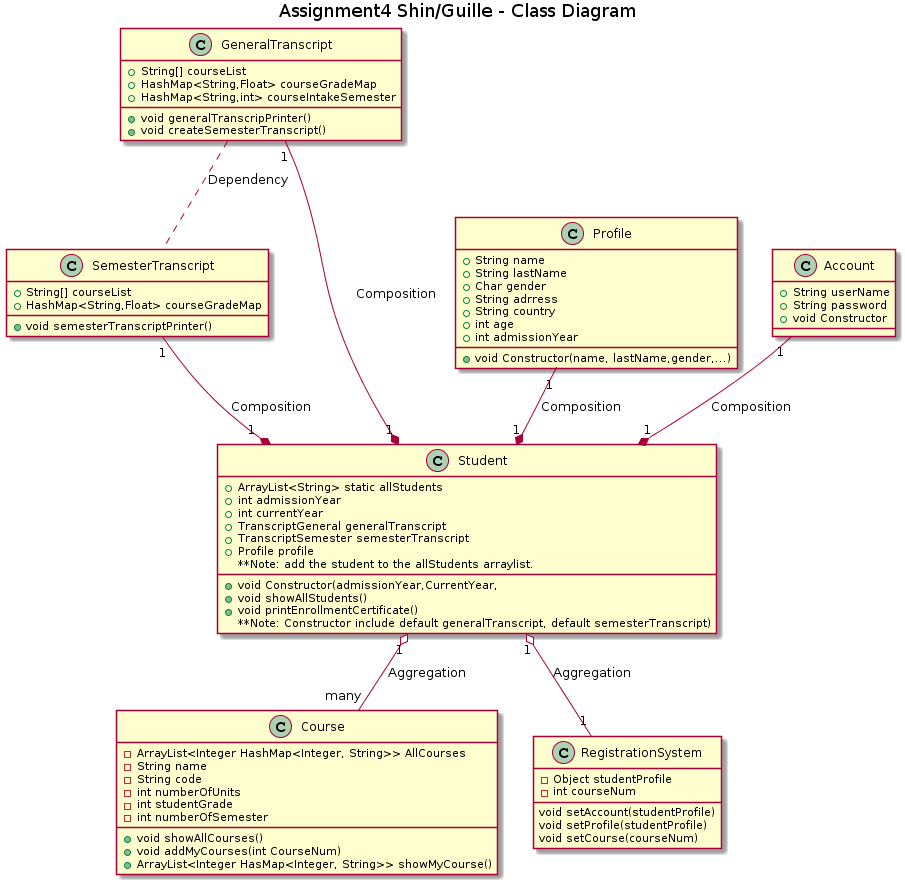 Assignment4 Shin/Guille - Class Diagram
C GeneralTranscript
String[] courseList
HashMap<String,Float> courseGradeMap
HashMap<String,int> courseIntakeSemester
void generalTranscripPrinter()
void createSemesterTranscript()
1
Dependency
C SemesterTranscript
String[] courseList
HashMap<String,Float> courseGradeMap
void semesterTranscriptPrinter()
1
Composition
C Profile
String name
String lastName
Char gender
String adrress
String country
int age
int admissionYear
void Constructor(name, lastName,gender,...)
1
C Account
String userName
String password
void Constructor
1
Composition
Composition
Composition
1
1
1
1
C Student
ArrayList<String> static allStudents
int admissionYear
int currentYear
TranscriptGeneral generalTranscript
TranscriptSemester semesterTranscript
Profile profile
**Note: add the student to the allStudents arraylist.
void Constructor(admissionYear,CurrentYear,
void showAllStudents()
void printEnrollmentCertificate()
**Note: Constructor include default generalTranscript, default semesterTranscript)
1
1
Aggregation
Aggregation
many
1
C Course
ArrayList<Integer HashMap<Integer, String>> AllCourses
String name
String code
int numberOfUnits
int studentGrade
int numberOfSemester
void showAllCourses()
void addMyCourses(int CourseNum)
ArrayList<Integer HasMap<Integer, String>> showMyCourse()
C RegistrationSystem
Object studentProfile
int courseNum
void setAccount(studentProfile)
void setProfile(studentProfile)
void setCourse(courseNum)